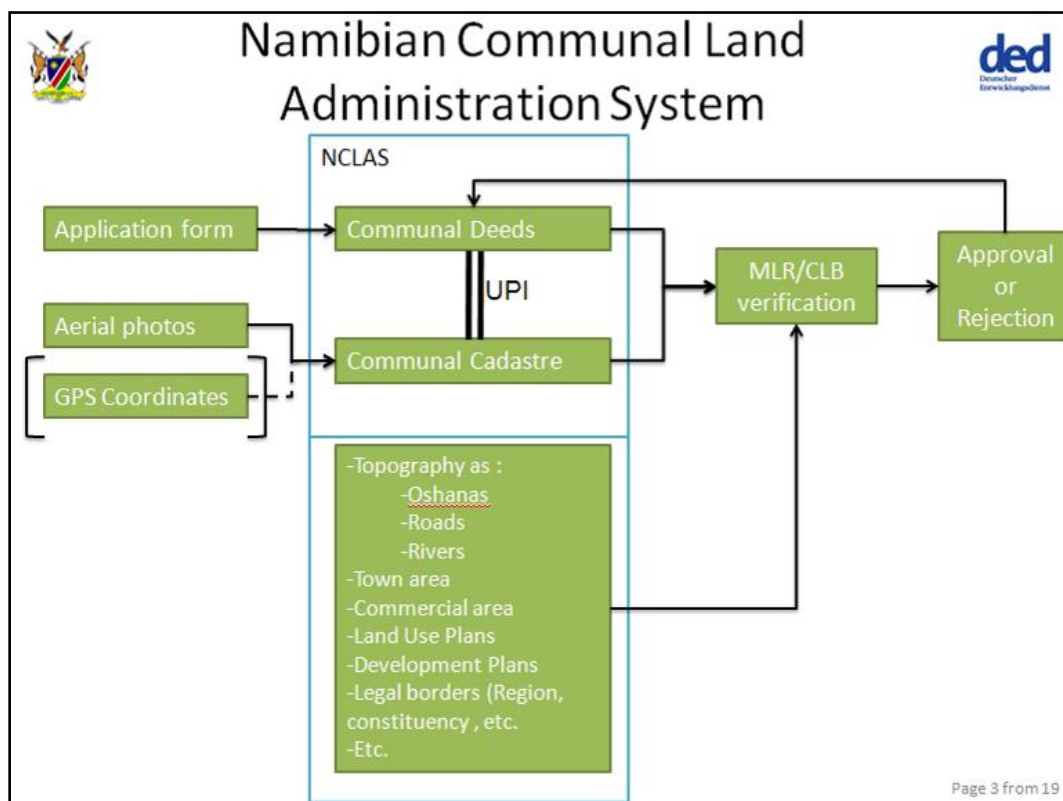 Namibian Communal Land
Administration System
ded
Deutscher
Entwicklungsdienst
NCLAS
Application form
Communal Deeds
UPI
Aerial photos
Communal Cadastre
GPS Coordinates
MLR/CLB
verification
Approval
or
Rejection
-Topography as :
-Oshanas
-Roads
-Rivers
-Town area
-Commercial area
-Land Use Plans
-Development Plans
-Legal borders (Region,
constituency , etc.
-Etc.
Page 3 from 19